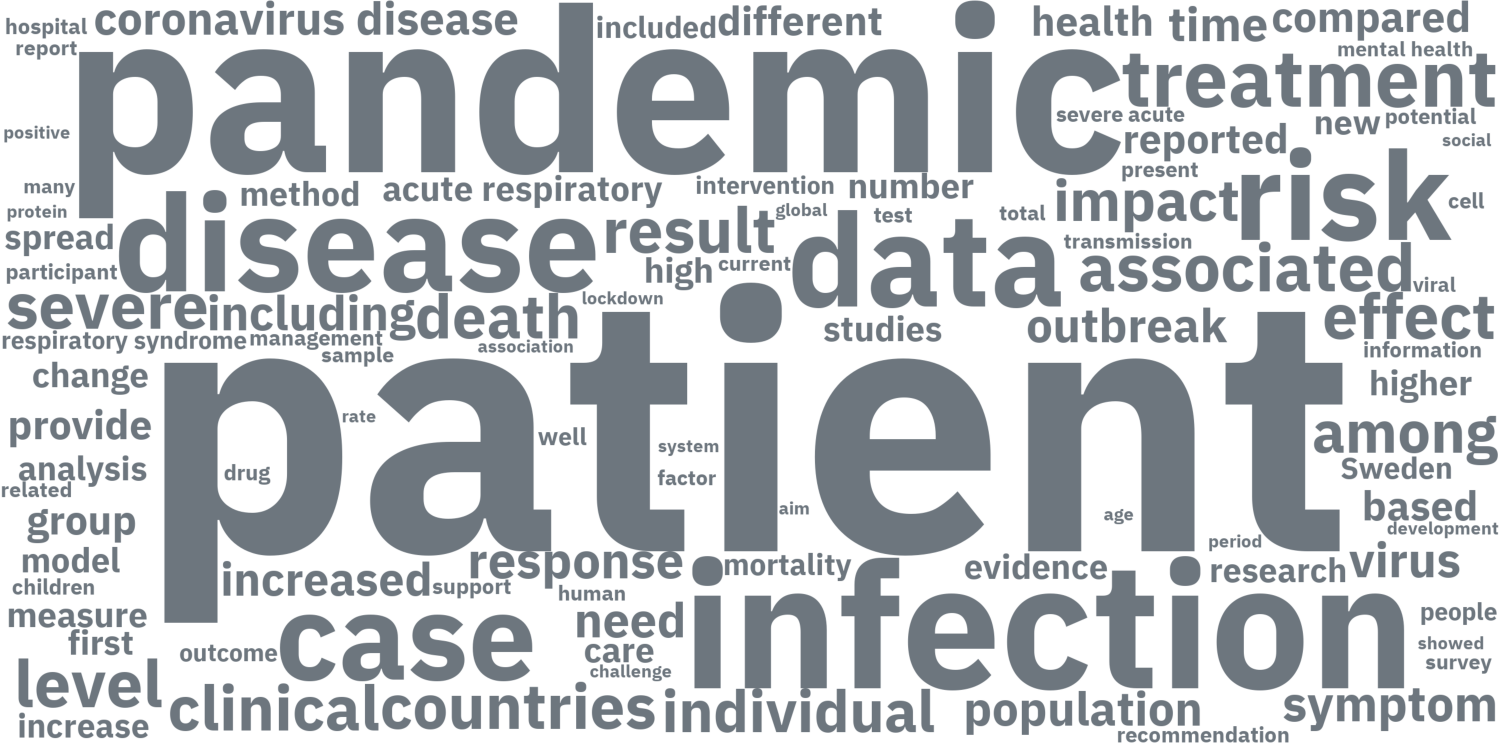 hospital
coronavirus disease
included
different
health
time
compared
report
mental health
pandemic
treatment
severe acute
new
potential
positive
reported
social
present
many
method
acute respiratory
intervention
number
impact
risk
cell
protein
disease
result
global
test
total
data
spread
transmission
participant
high
current
associated
viral
severe
including
death
lockdown
studies
outbreak
effect
respiratory syndrome
management
sample
association
information
change
patient
higher
provide
rate
well
system
among
analysis
drug
factor
Sweden
related
aim
age
based
group
period
development
model
response
mortality
evidence
research
virus
children
increased
support
human
infection
measure
need
people
first
outcome
case
care
showed
challenge
survey
level
clinical
countries
individual
population
symptom
increase
recommendation